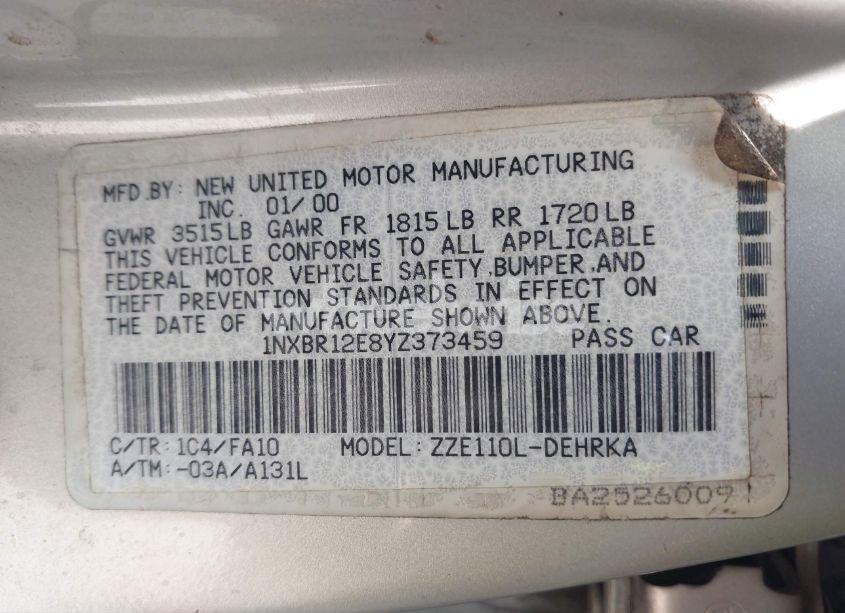 MFD.BY: NEW UNITED MOTOR MANUFACTURING
INC. 01/00
GVWR 3515LB GAWR FR 1815LB RR 1720LB
THIS VEHICLE CONFORMS TO ALL APPLICABLE
FEDERAL MOTOR VEHICLE SAFETY,BUMPER,AND
THEFT PREVENTION STANDARDS IN EFFECT ON
THE DATE OF MANUFACTURE SHOWN ABOVE.
1NXBR12E8YZ373459 PASS CAR
C/TR:1C4/FA10 MODEL:ZZE110L-DEHRKA
A/TM:-03A/A131L
BA2526009